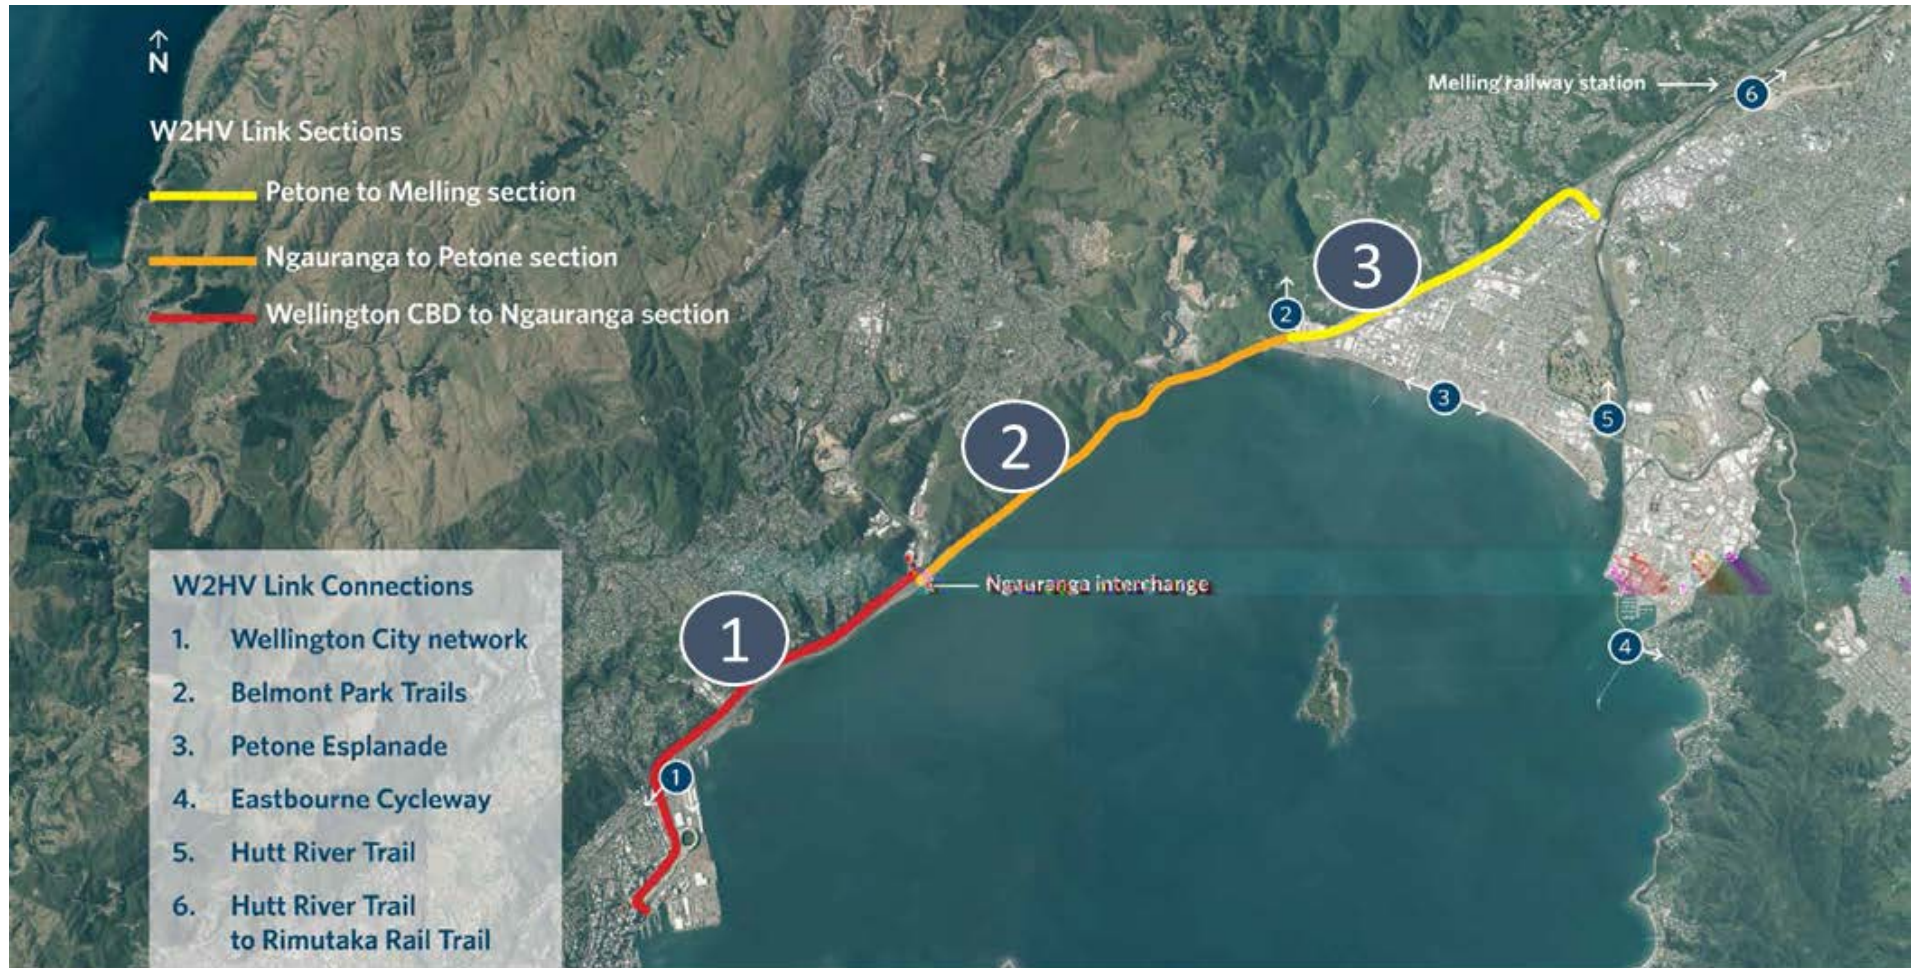 N
W2HV Link Sections
Petone to Melling section
Ngauranga to Petone section
Wellington CBD to Ngauranga section
Melling railway station
6
3
2
2
3
5
Ngauranga interchange
1
4
1
W2HV Link Connections
1. Wellington City network
2. Belmont Park Trails
3. Petone Esplanade
4. Eastbourne Cycleway
5. Hutt River Trail
6. Hutt River Trail
to Rimutaka Rail Trail